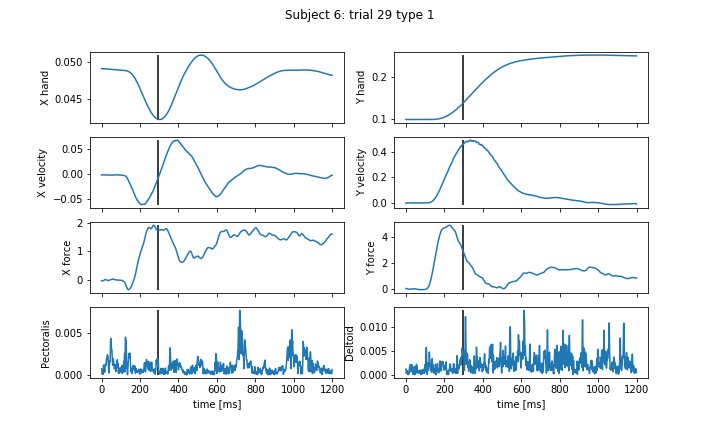 Subject 6: trial 29 type 1
0.050
0.045
X hand
0.2
0.1
Y hand
0.05
0.00
−0.05
X velocity
0.4
0.2
0.0
Y velocity
2
1
0
X force
4
2
0
Y force
0.005
0.000
Pectoralis
0 200 400 600 800 1000 1200
time [ms]
0.010
0.005
0.000
Deltoid
0 200 400 600 800 1000 1200
time [ms]